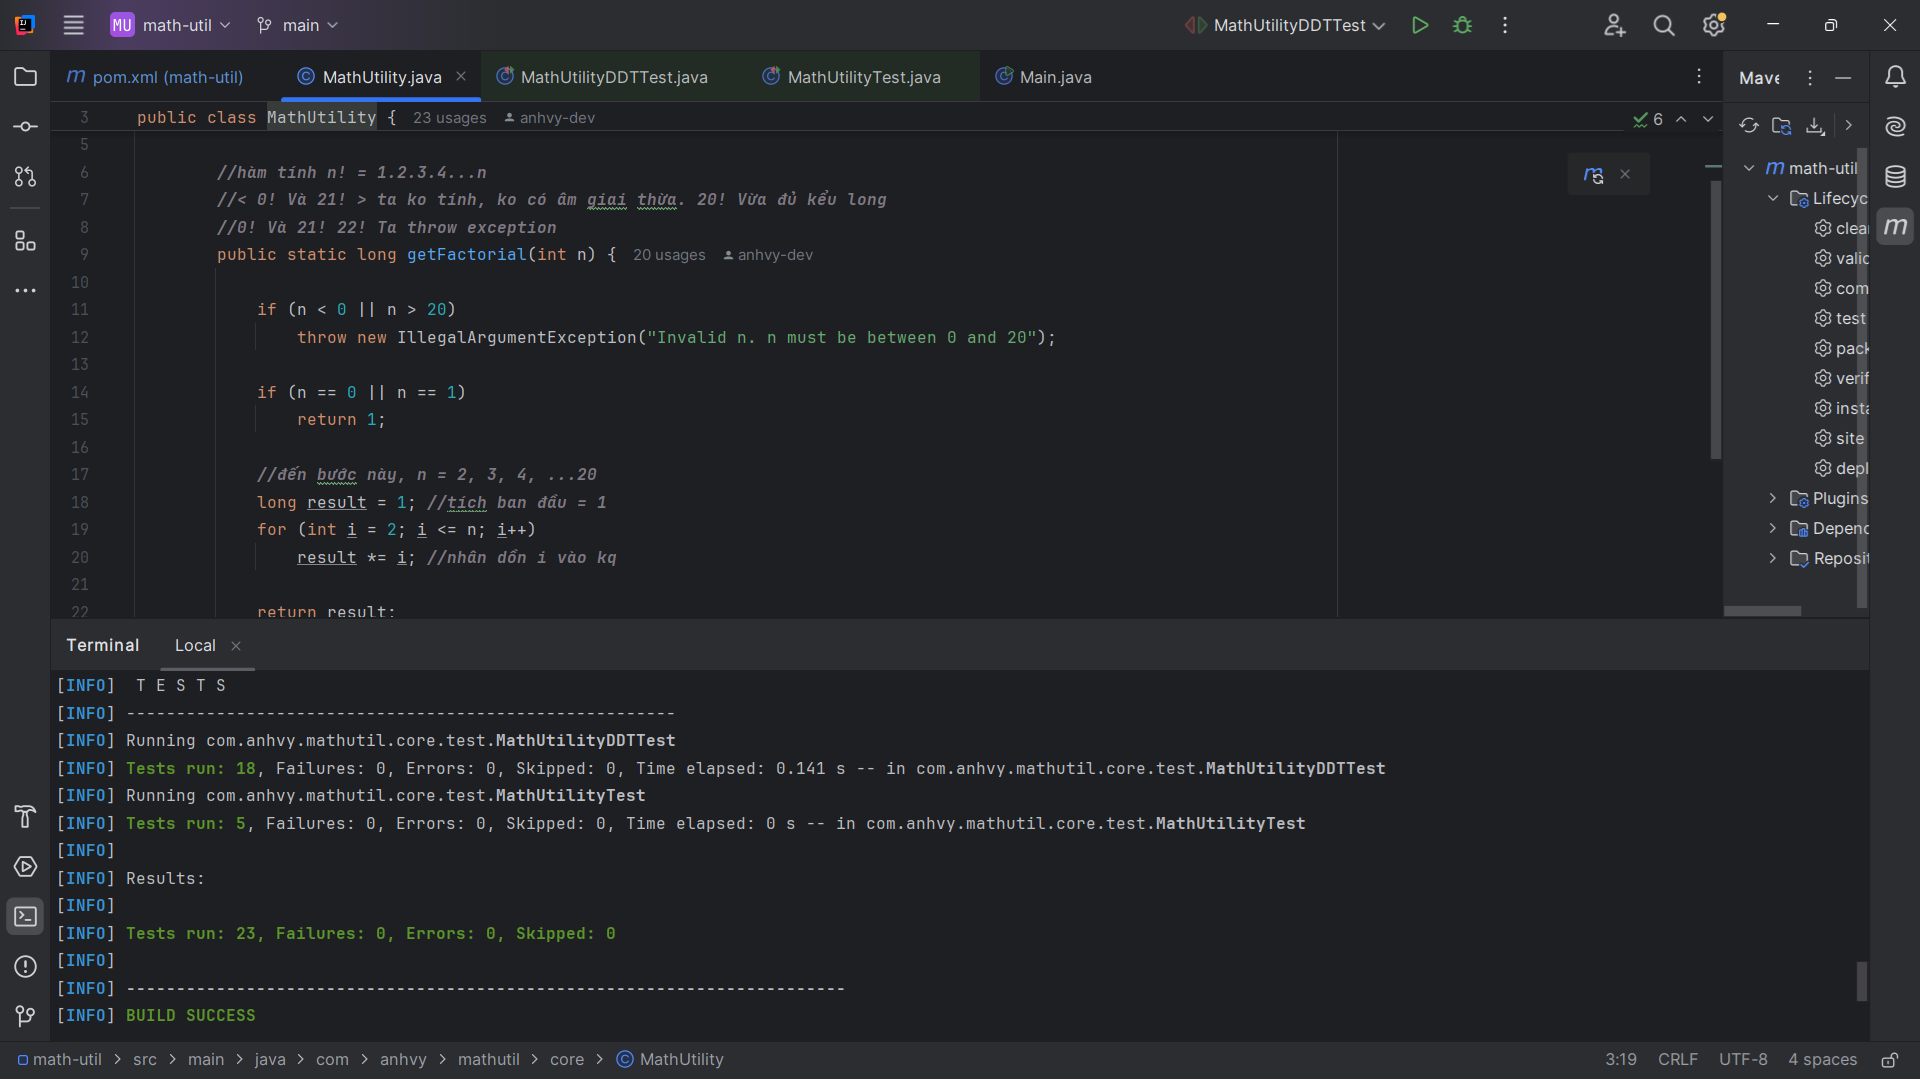 MU math-util main MathUtilityDDTTest
pom.xml (math-util) MathUtility.java MathUtilityDDTTest.java MathUtilityTest.java Main.java
3 public class MathUtility { 23 usages anhvy-dev 6
5
6 //hàm tính n! = 1.2.3.4...n
7 //< 0! Và 21! > ta ko tính, ko có âm giai thừa. 20! Vừa đủ kểu long
8 //0! Và 21! 22! Ta throw exception
9 public static long getFactorial(int n) { 20 usages anhvy-dev
10
11 if (n < 0 || n > 20)
12 throw new IllegalArgumentException("Invalid n. n must be between 0 and 20");
13
14 if (n == 0 || n == 1)
15 return 1;
16
17 //đến bước này, n = 2, 3, 4, ...20
18 long result = 1; //tích ban đầu = 1
19 for (int i = 2; i <= n; i++)
20 result *= i; //nhân dồn i vào kq
21
22 return result;
Mave
math-util
Lifecyc
clea
valid
com
test
pack
verif
insta
site
depl
Plugins
Depend
Reposit
Terminal Local
[INFO] T E S T S
[INFO] -------------------------------------------------------
[INFO] Running com.anhvy.mathutil.core.test.MathUtilityDDTTest
[INFO] Tests run: 18, Failures: 0, Errors: 0, Skipped: 0, Time elapsed: 0.141 s -- in com.anhvy.mathutil.core.test.MathUtilityDDTTest
[INFO] Running com.anhvy.mathutil.core.test.MathUtilityTest
[INFO] Tests run: 5, Failures: 0, Errors: 0, Skipped: 0, Time elapsed: 0 s -- in com.anhvy.mathutil.core.test.MathUtilityTest
[INFO]
[INFO] Results:
[INFO]
[INFO] Tests run: 23, Failures: 0, Errors: 0, Skipped: 0
[INFO]
[INFO] ------------------------------------------------------------------------
[INFO] BUILD SUCCESS
math-util > src > main > java > com > anhvy > mathutil > core > MathUtility 3:19 CRLF UTF-8 4 spaces